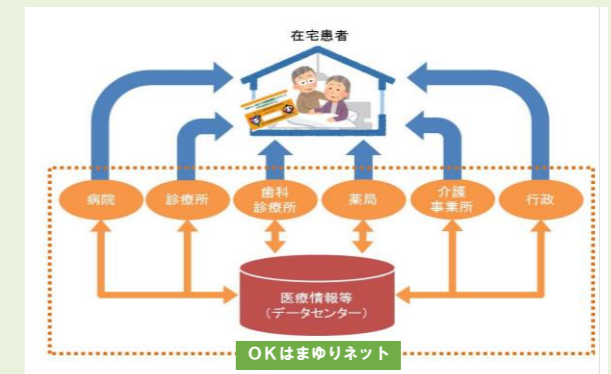 在宅患者
病院
診療所
歯科
診療所
薬局
介護
事業所
行政
医療情報等
（データセンター）
OKはまゆりネット